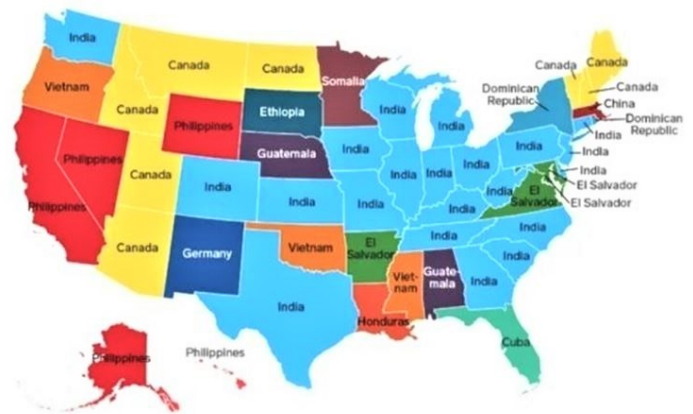 India
Canada
Canada
Somalia
Canada
Canada
Vietnam
Canada
Dominican
Republic
Canada
China
Philippines
Ethiopia
India
India
Dominican
Republic
India
Philippines
Guatemala
India
India
India
Canada
India
India
India
India
India
El Salvador
El Salvador
India
India
India
India
El
Salvador
Philippines
India
India
Canada
Germany
Vietnam
El
Salvador
India
India
Viet-
nam
Guate-
mala
India
India
Honduras
Cuba
Philippines
Philippines